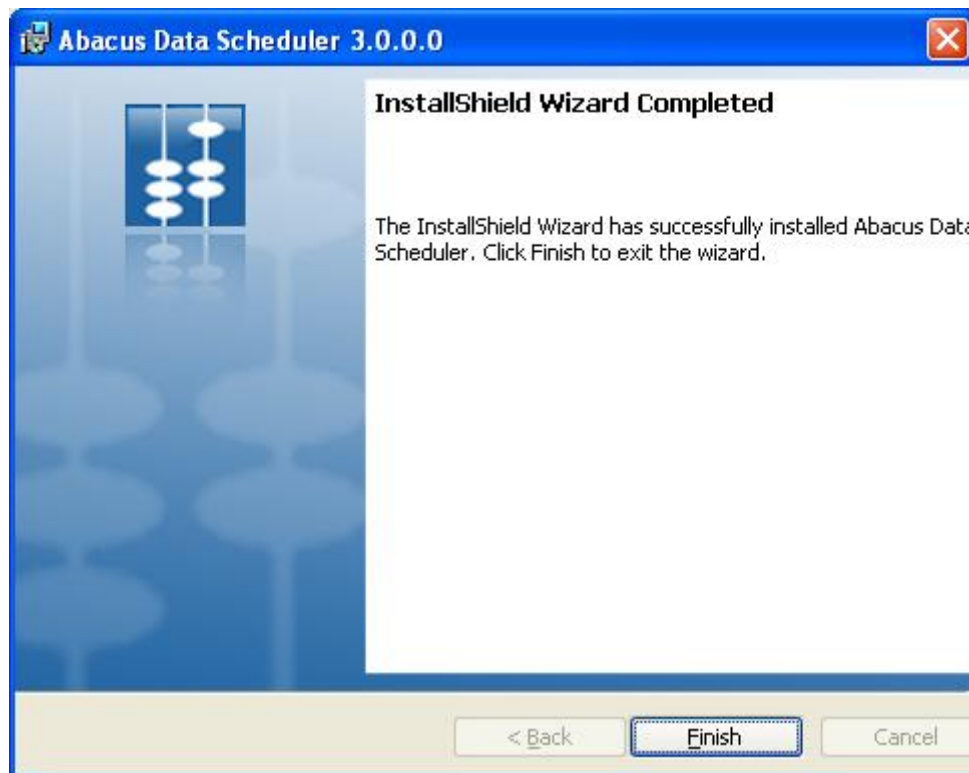 Abacus Data Scheduler 3.0.0.0
InstallShield Wizard Completed
The InstallShield Wizard has successfully installed Abacus Data
Scheduler. Click Finish to exit the wizard.
< Back
Finish
Cancel